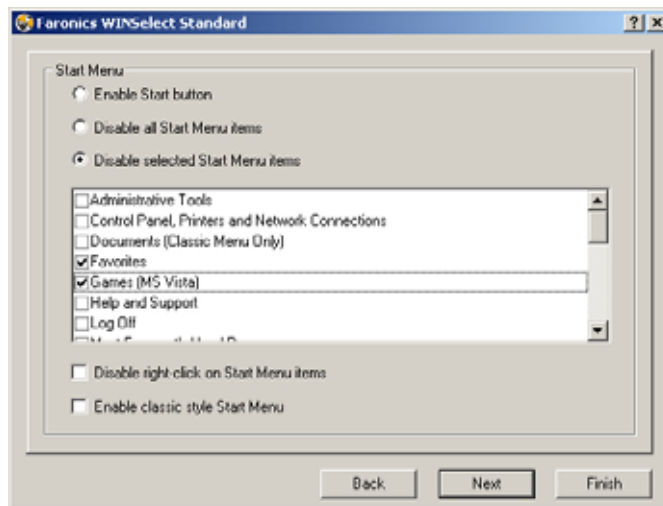 Faronics WINSelect Standard
Start Menu
Enable Start button
Disable all Start Menu items
Disable selected Start Menu items
Administrative Tools
Control Panel, Printers and Network Connections
Documents (Classic Menu Only)
Favorites
Games (MS Vista)
Help and Support
Log Off
Disable right-click on Start Menu items
Enable classic style Start Menu
Back
Next
Finish